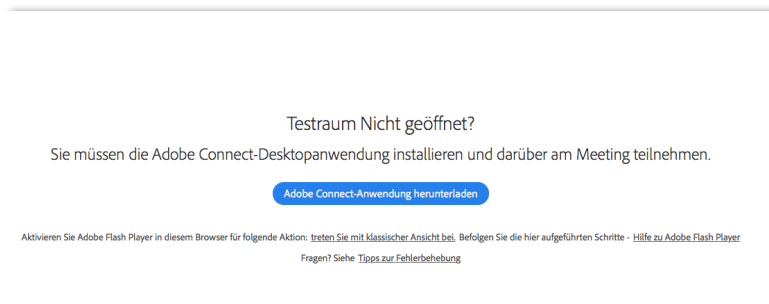 Testraum Nicht geöffnet?
Sie müssen die Adobe Connect-Desktopanwendung installieren und darüber am Meeting teilnehmen.
Adobe Connect-Anwendung herunterladen
Aktivieren Sie Adobe Flash Player in diesem Browser für folgende Aktion: treten Sie mit klassischer Ansicht bei. Befolgen Sie die hier aufgeführten Schritte - Hilfe zu Adobe Flash Player
Fragen? Siehe Tipps zur Fehlerbehebung